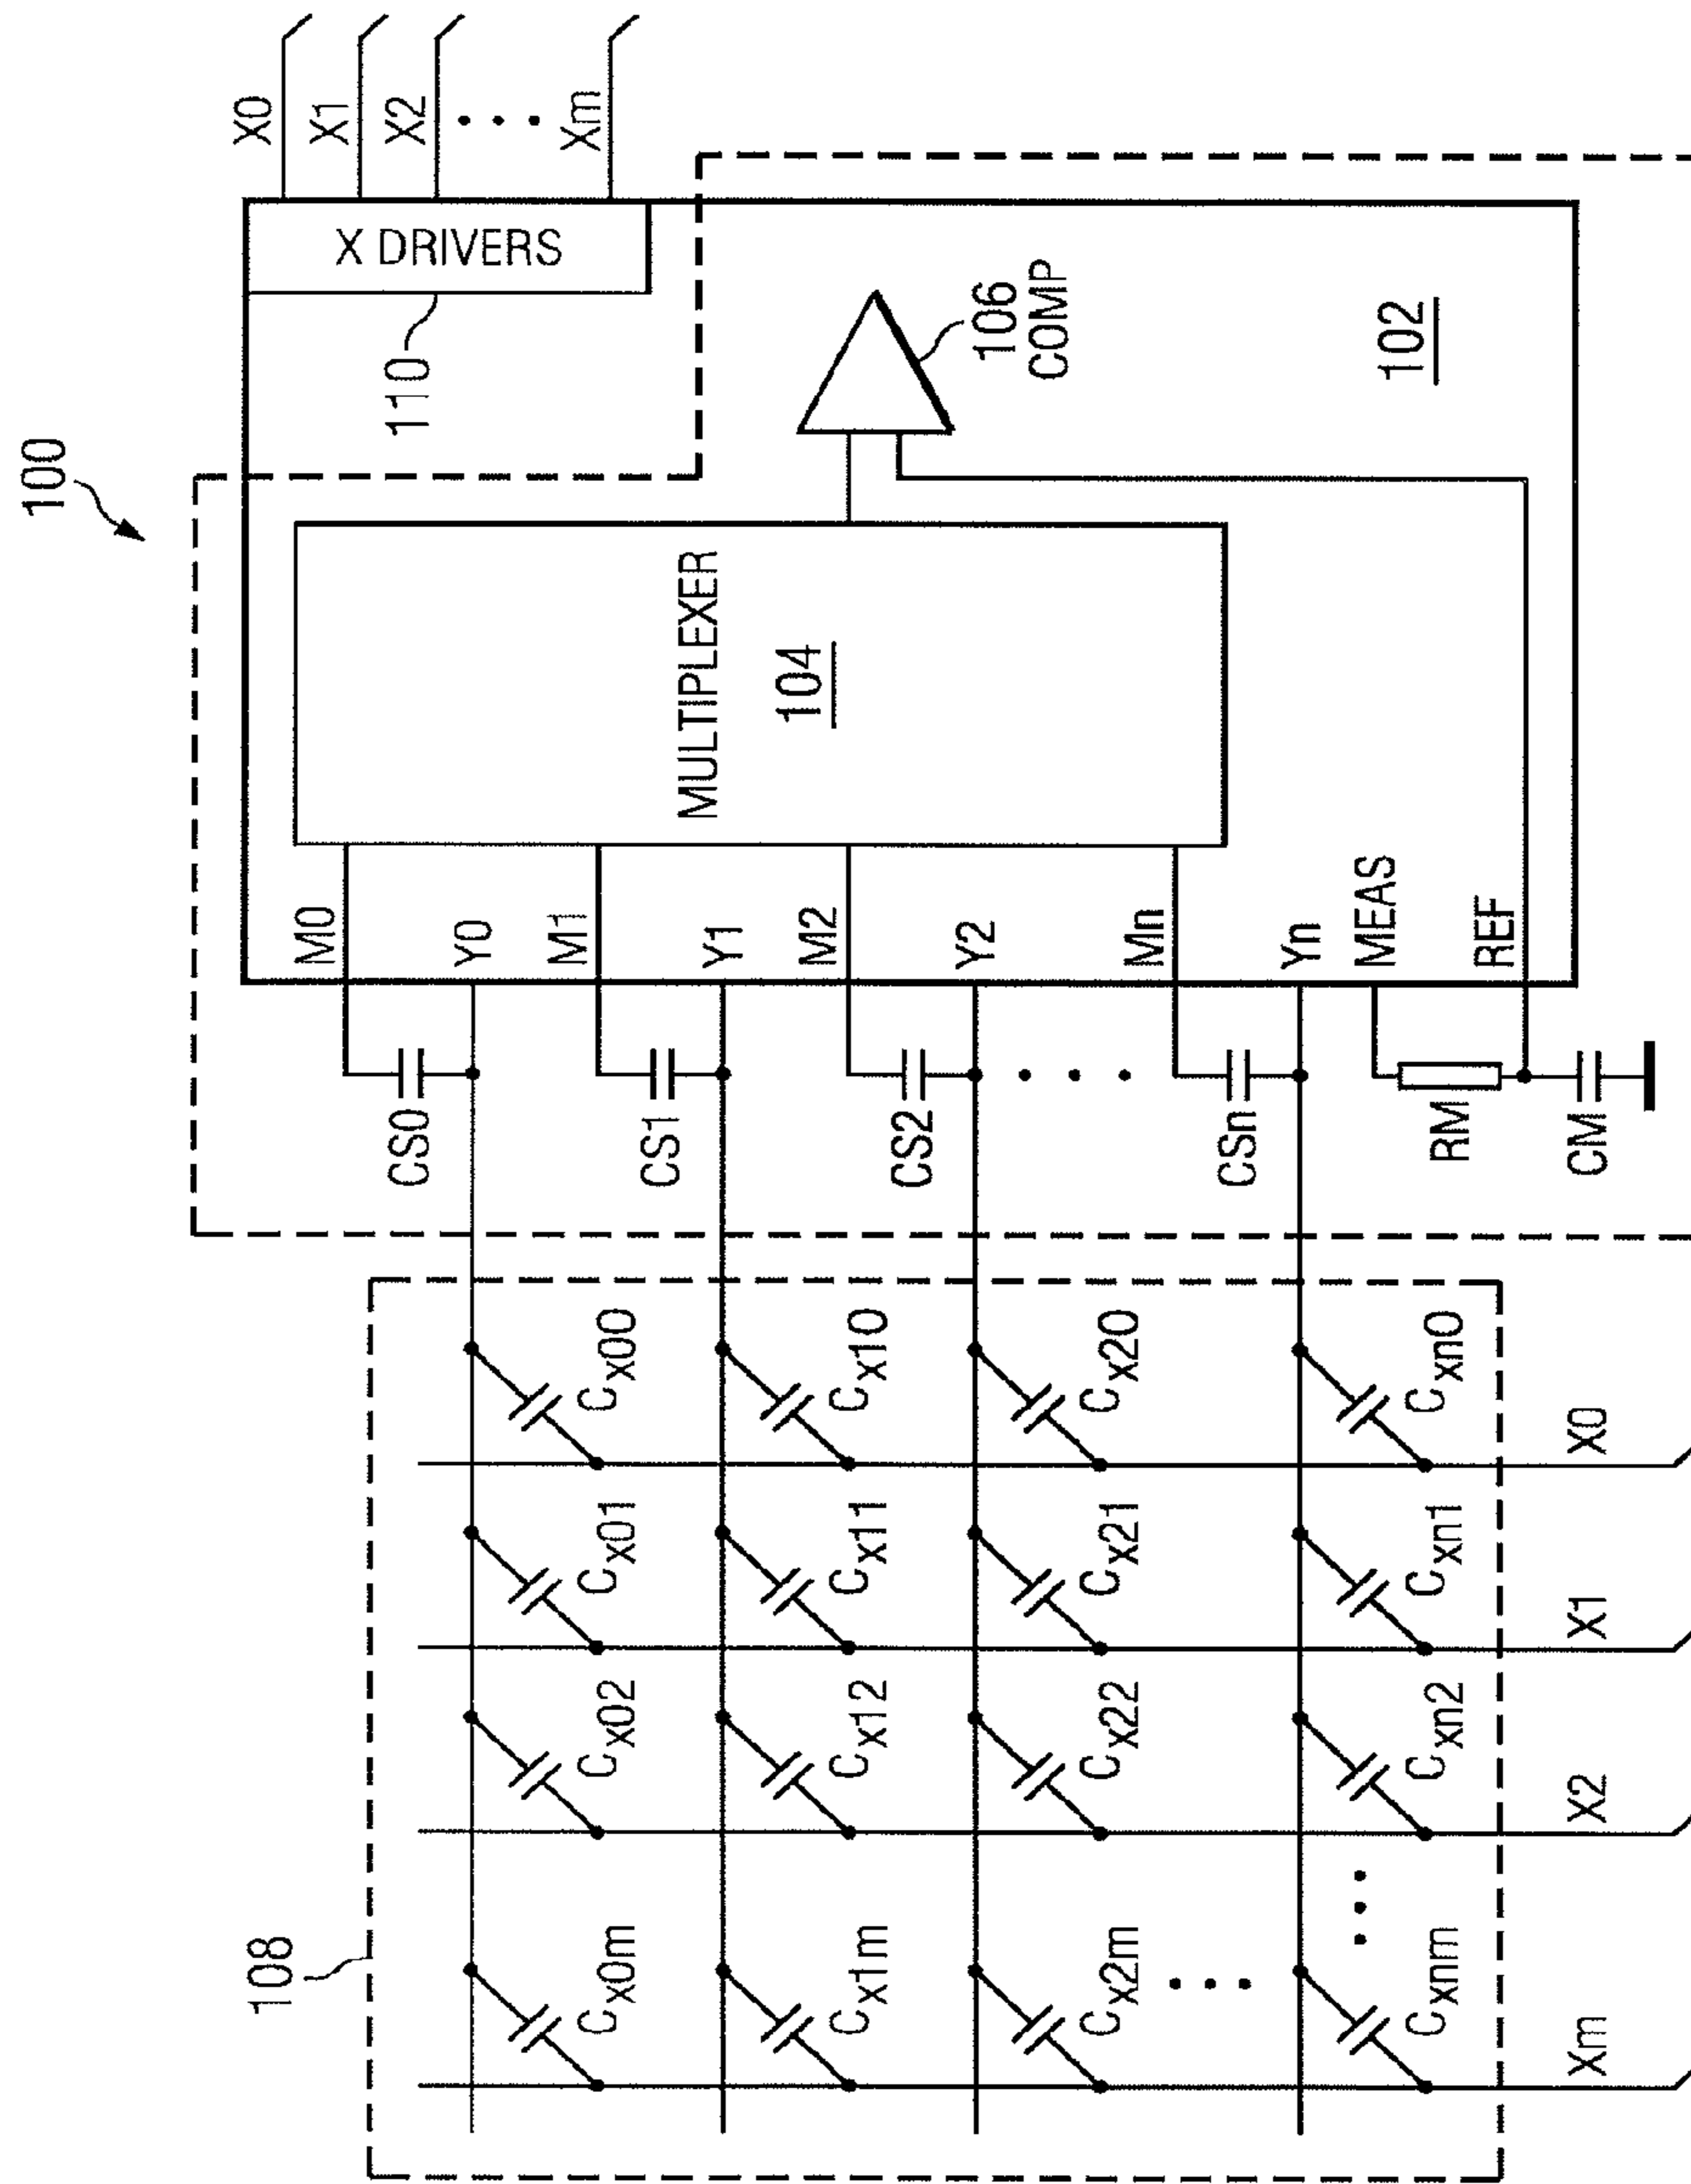 100
X0
X1
X2
Xm
X DRIVERS
110
106
COMP
102
MULTIPLEXER
104
M0
Y0
M1
Y1
M2
Y2
Mn
Yn
MEAS
REF
CS0
CS1
CS2
CSn
RM
CM
108
Cx0m
Cx02
Cx01
Cx00
Cx1m
Cx12
Cx11
Cx10
Cx2m
Cx22
Cx21
Cx20
Cxnm
Cxn2
Cxn1
Cxn0
Xm
X2
X1
X0